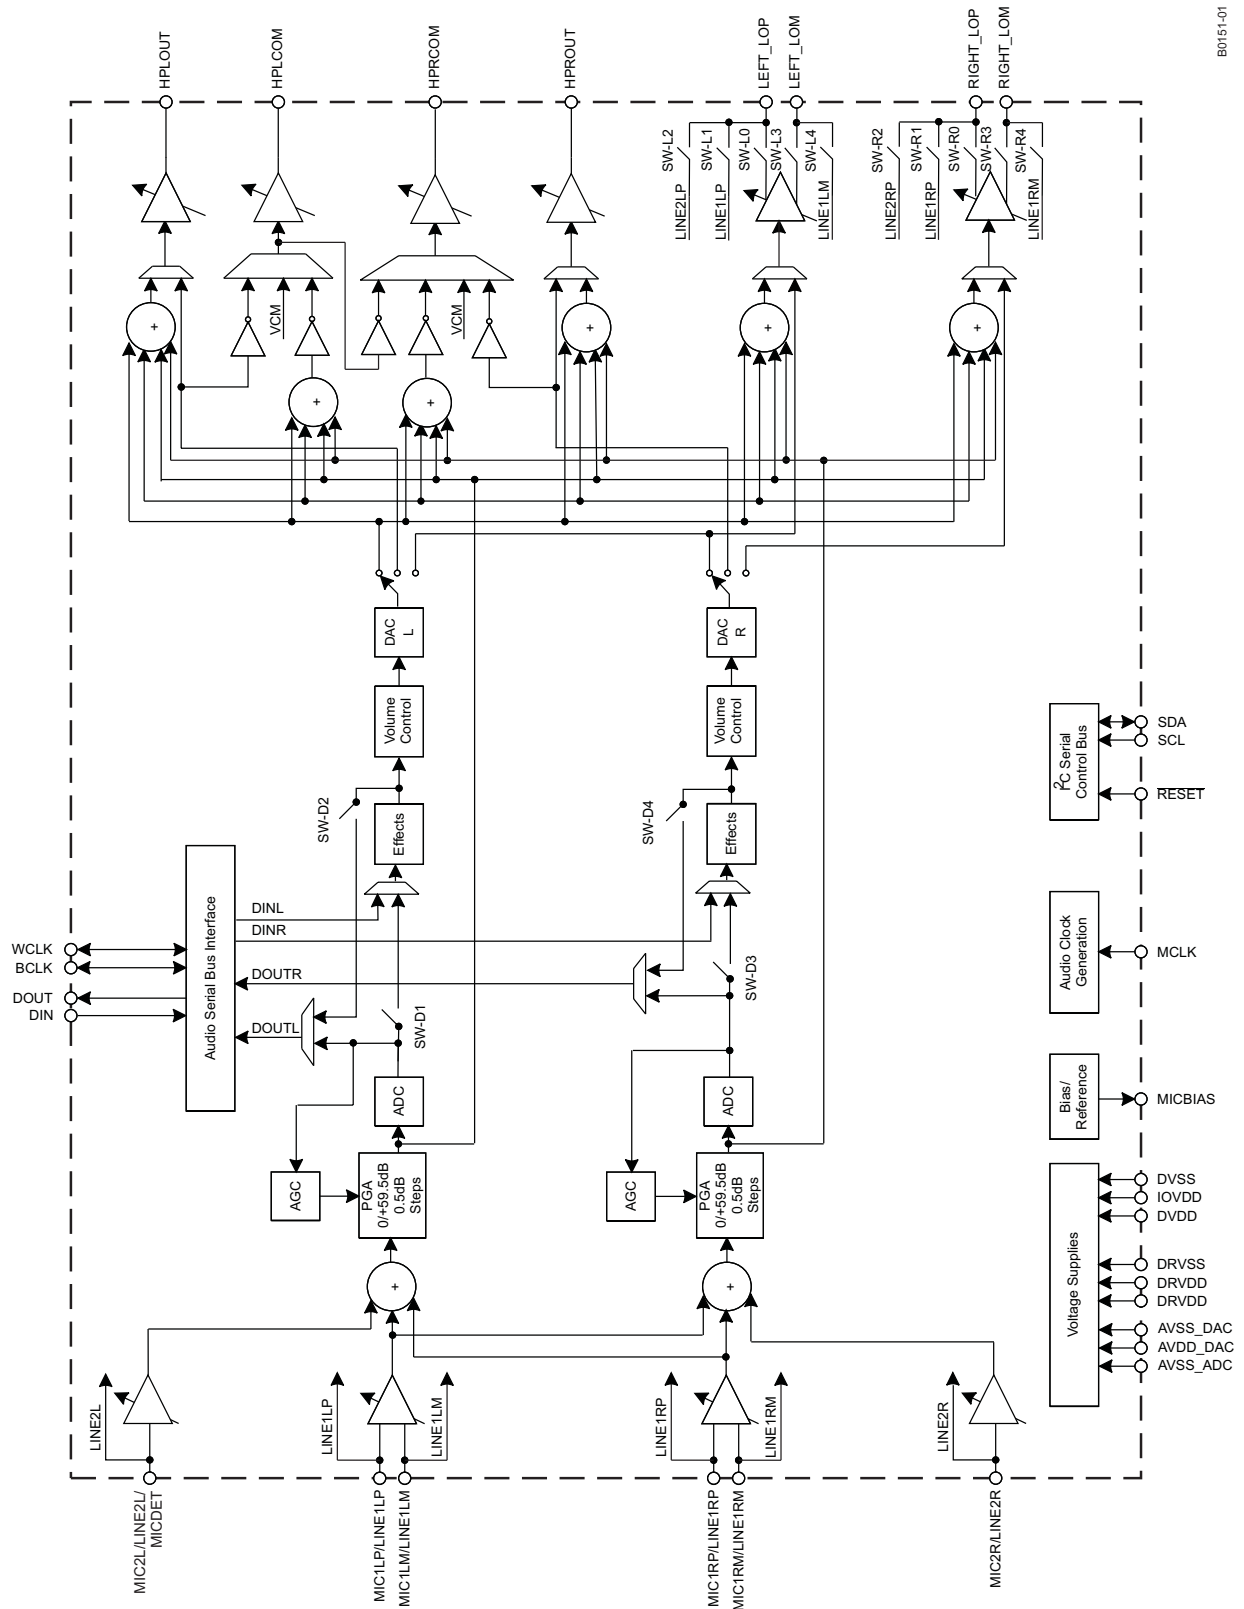 B0151-01
HPLOUT
HPLCOM
HPRCOM
HPROUT
LEFT_LOP
LEFT_LOM
RIGHT_LOP
RIGHT_LOM
SW-L2
SW-L1
SW-L0
SW-L3
SW-L4
SW-R2
SW-R1
SW-R0
SW-R3
SW-R4
LINE2LP
LINE1LP
LINE1LM
LINE2RP
LINE1RP
LINE1RM
VCM
VCM
+
+
+
+
+
+
DAC
L
DAC
R
Volume
Control
Volume
Control
SW-D2
SW-D4
Effects
Effects
I2C Serial
Control Bus
SDA
SCL
RESET
Audio Serial Bus Interface
WCLK
BCLK
DOUT
DIN
DINL
DINR
DOUTR
DOUTL
SW-D1
SW-D3
Audio Clock
Generation
MCLK
ADC
ADC
Bias/
Reference
MICBIAS
AGC
PGA
0/+59.5dB
0.5dB
Steps
AGC
PGA
0/+59.5dB
0.5dB
Steps
Voltage Supplies
DVSS
IOVDD
DVDD
DRVSS
DRVDD
DRVDD
AVSS_DAC
AVDD_DAC
AVSS_ADC
+
+
LINE2L
LINE1LP
LINE1LM
LINE1RP
LINE1RM
LINE2R
MIC2L/LINE2L/
MICDET
MIC1LP/LINE1LP
MIC1LM/LINE1LM
MIC1RP/LINE1RP
MIC1RM/LINE1RM
MIC2R/LINE2R